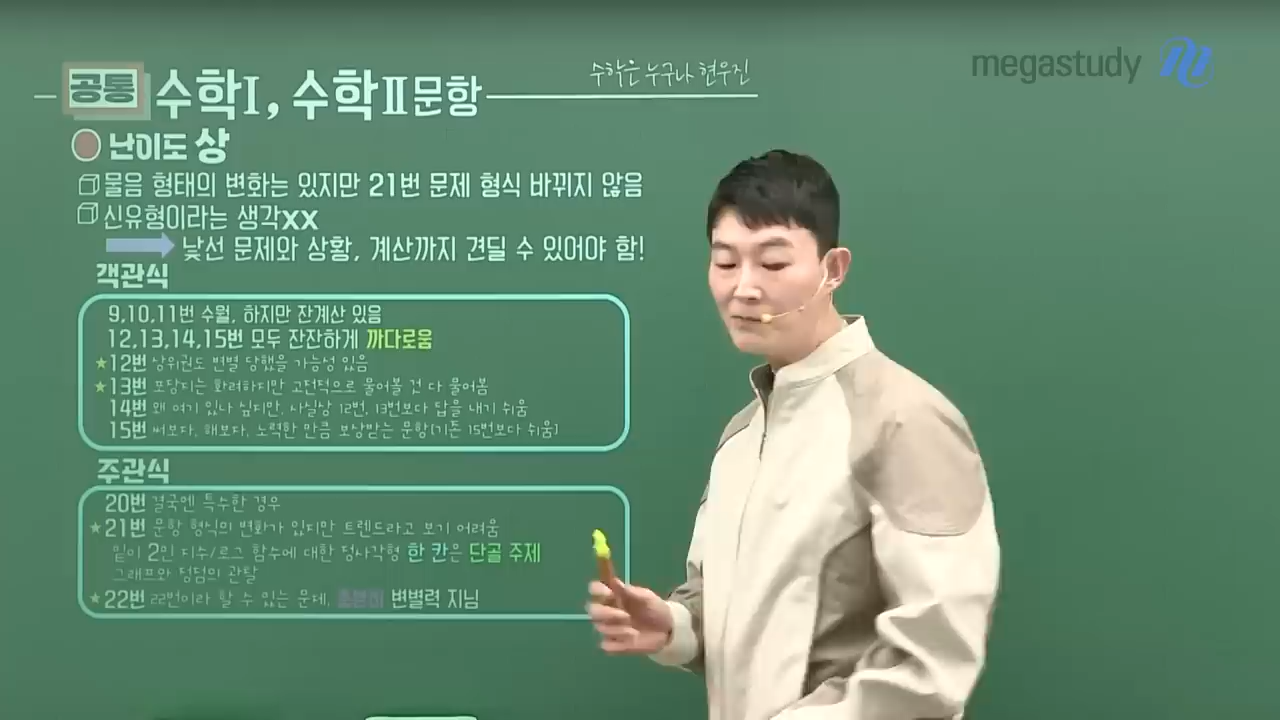 수학은 누구나 현우진
megastudy
공통 수학Ⅰ, 수학Ⅱ문항
난이도 상
물음 형태의 변화는 있지만 21번 문제 형식 바뀌지 않음
신유형이라는 생각xx
낯선 문제와 상황, 계산까지 견딜 수 있어야 함!
객관식
9,10,11번 수월, 하지만 잔계산 있음
12,13,14,15번 모두 잔잔하게 까다로움
★12번 상위권도 변별 당했을 가능성 있음
★13번 포장지는 화려하지만 고전적으로 물어볼 건 다 물어봄
14번 왜 여기 있나 싶지만, 사실상 12번, 13번보다 답을 내기 쉬움
15번 써보다, 해보다, 노력한 만큼 보상받는 문항(기존 15번보다 쉬움)
주관식
20번 결국엔 특수한 경우
★21번 문항 형식의 변화가 있지만 트렌드라고 보기 어려움
밑이 2인 지수/로그 함수에 대한 정사각형 한 칸은 단골 주제
그래프와 정점의 관찰
★22번 22번이라 할 수 있는 문제, 변별력 지님